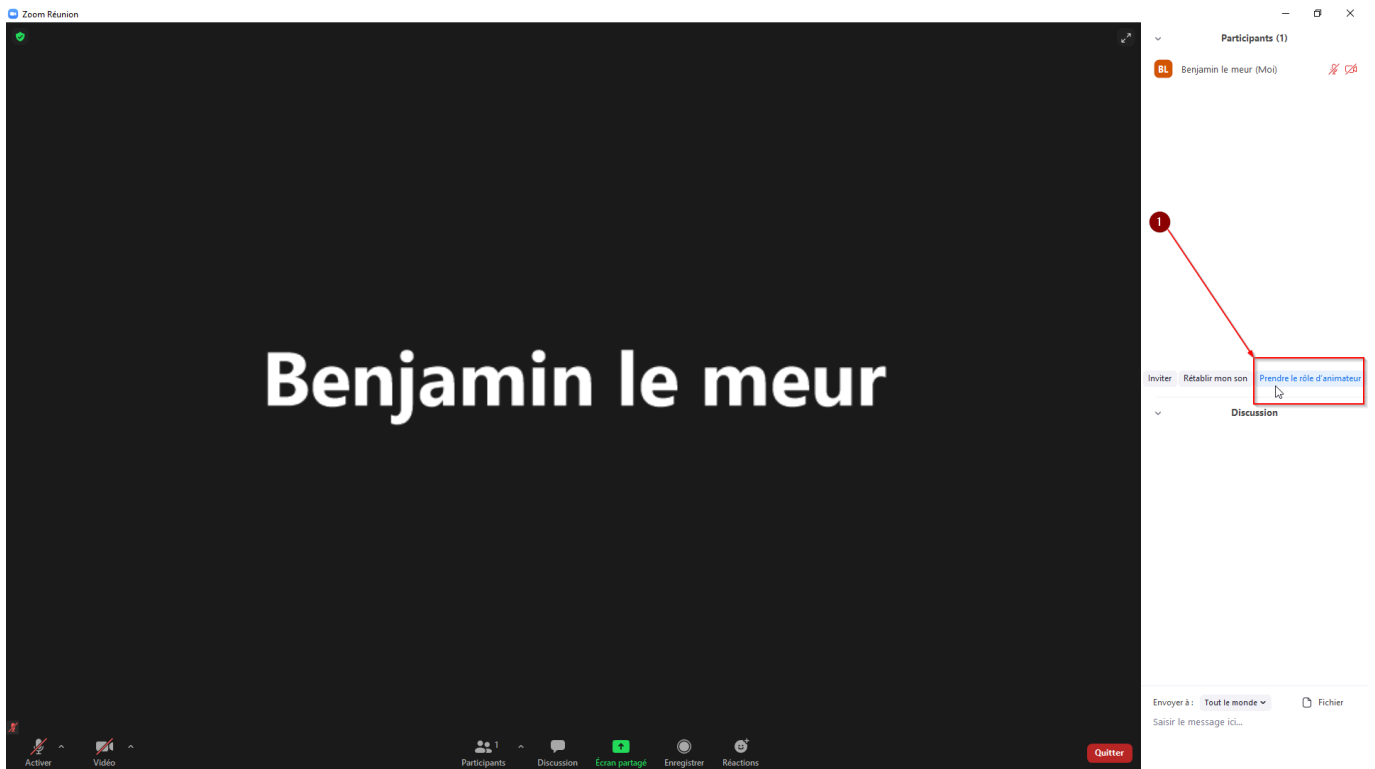 Zoom Réunion
Participants (1)
BL Benjamin le meur (Moi)
1
Benjamin le meur
Inviter Rétablir mon son Prendre le rôle d'animateur
Discussion
Envoyer à : Tout le monde Fichier
Saisir le message ici...
Activer Vidéo Participants 1 Discussion Écran partagé Enregistrer Réactions Quitter